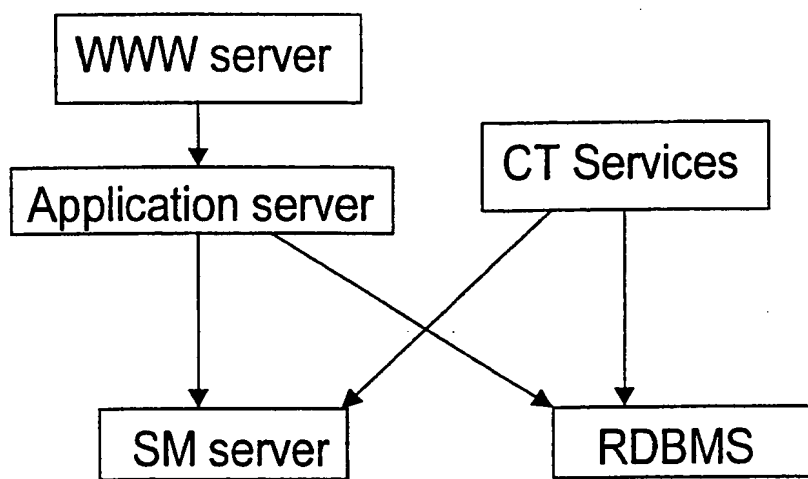 WWW server
CT Services
Application server
SM server
RDBMS